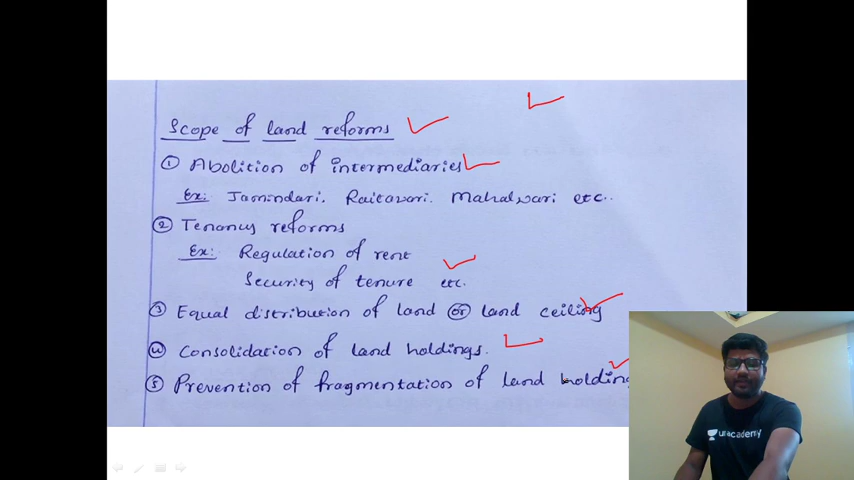 Scope of land reforms
① Abolition of intermediaries
Ex: Jamindari. Raitavari. Mahalwari etc..
② Tenancy reforms
Ex: Regulation of rent
Security of tenure etc.
③ Equal distribution of land or land ceiling
④ Consolidation of land holdings.
⑤ Prevention of fragmentation of land holding
unacademy